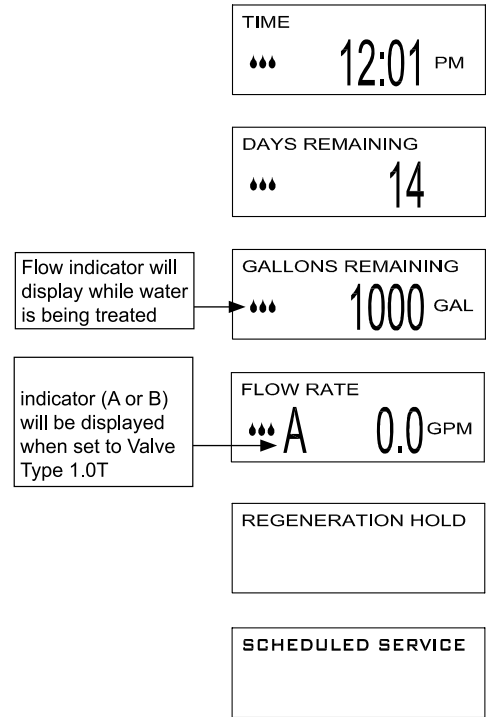 TIME
12:01 PM
DAYS REMAINING
14
Flow indicator will
display while water
is being treated
GALLONS REMAINING
1000 GAL
indicator (A or B)
will be displayed
when set to Valve
Type 1.0T
FLOW RATE
A 0.0 GPM
REGENERATION HOLD
SCHEDULED SERVICE